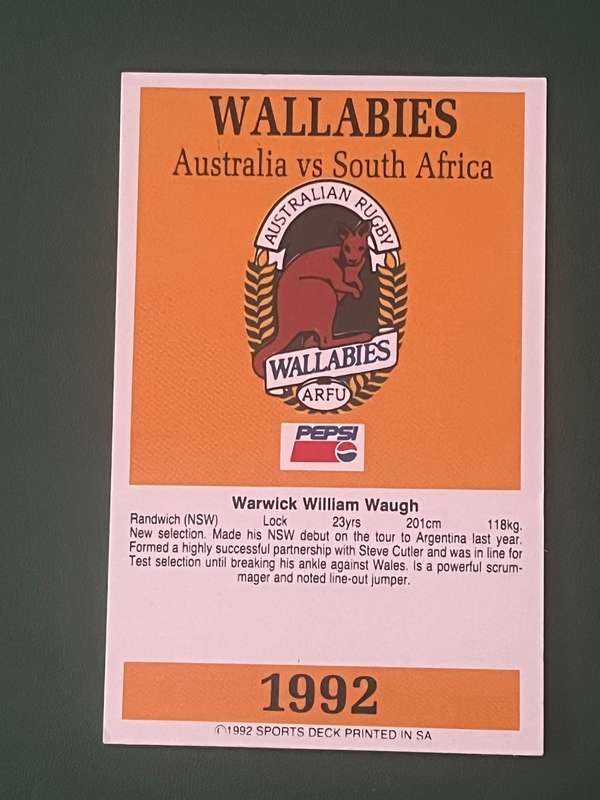 WALLABIES
Australia vs South Africa
AUSTRALIAN RUGBY
WALLABIES
ARFU
PEPSI
Warwick William Waugh
Randwich (NSW) Lock 23yrs 201cm 118kg.
New selection. Made his NSW debut on the tour to Argentina last year.
Formed a highly successful partnership with Steve Cutler and was in line for
Test selection until breaking his ankle against Wales. Is a powerful scrum-
mager and noted line-out jumper.
1992
©1992 SPORTS DECK PRINTED IN SA